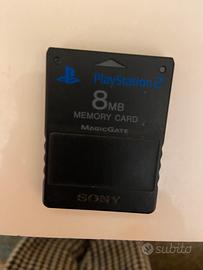 PlayStation 2
8MB
MEMORY CARD
MAGICGATE
SONY
subito